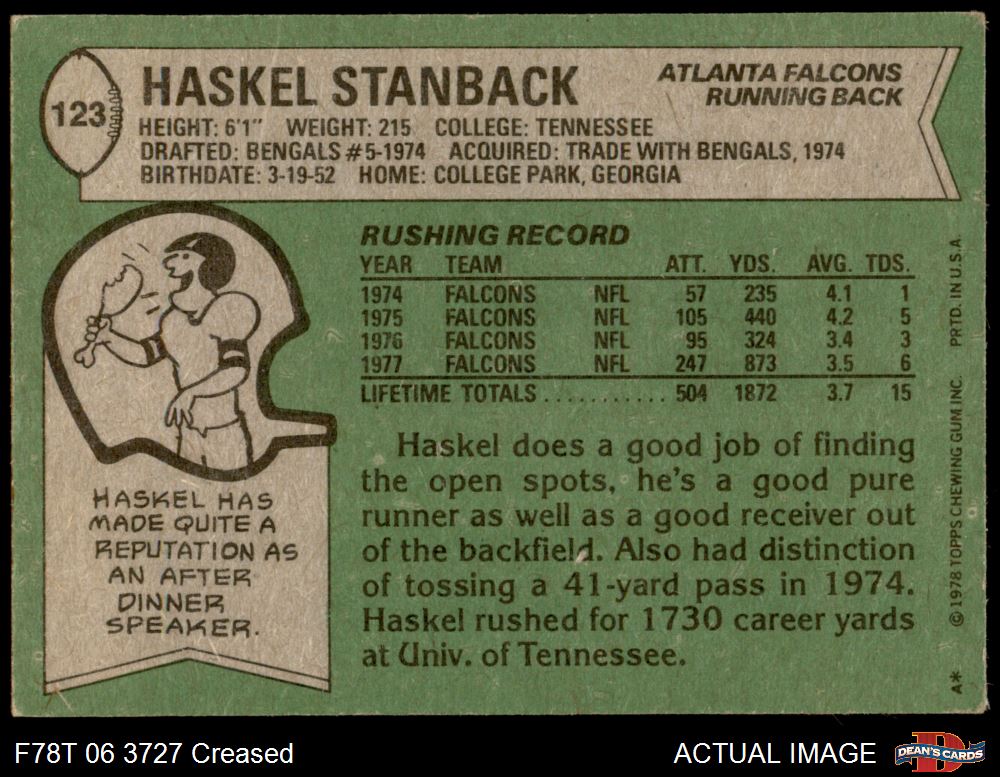 123
HASKEL STANBACK
ATLANTA FALCONS
RUNNING BACK
HEIGHT: 6'1" WEIGHT: 215 COLLEGE: TENNESSEE
DRAFTED: BENGALS #5-1974 ACQUIRED: TRADE WITH BENGALS, 1974
BIRTHDATE: 3-19-52 HOME: COLLEGE PARK, GEORGIA
RUSHING RECORD
YEAR TEAM ATT. YDS. AVG. TDS.
1974 FALCONS NFL 57 235 4.1 1
1975 FALCONS NFL 105 440 4.2 5
1976 FALCONS NFL 95 324 3.4 3
1977 FALCONS NFL 247 873 3.5 6
LIFETIME TOTALS........... 504 1872 3.7 15
Haskel does a good job of finding
the open spots, he's a good pure
runner as well as a good receiver out
of the backfield. Also had distinction
of tossing a 41-yard pass in 1974.
Haskel rushed for 1730 career yards
at Univ. of Tennessee.
HASKEL HAS
MADE QUITE A
REPUTATION AS
AN AFTER
DINNER
SPEAKER.
A* ©1978 TOPPS CHEWING GUM INC. PRTD. IN U.S.A.
F78T 06 3727 Creased
ACTUAL IMAGE
DEAN'S CARDS